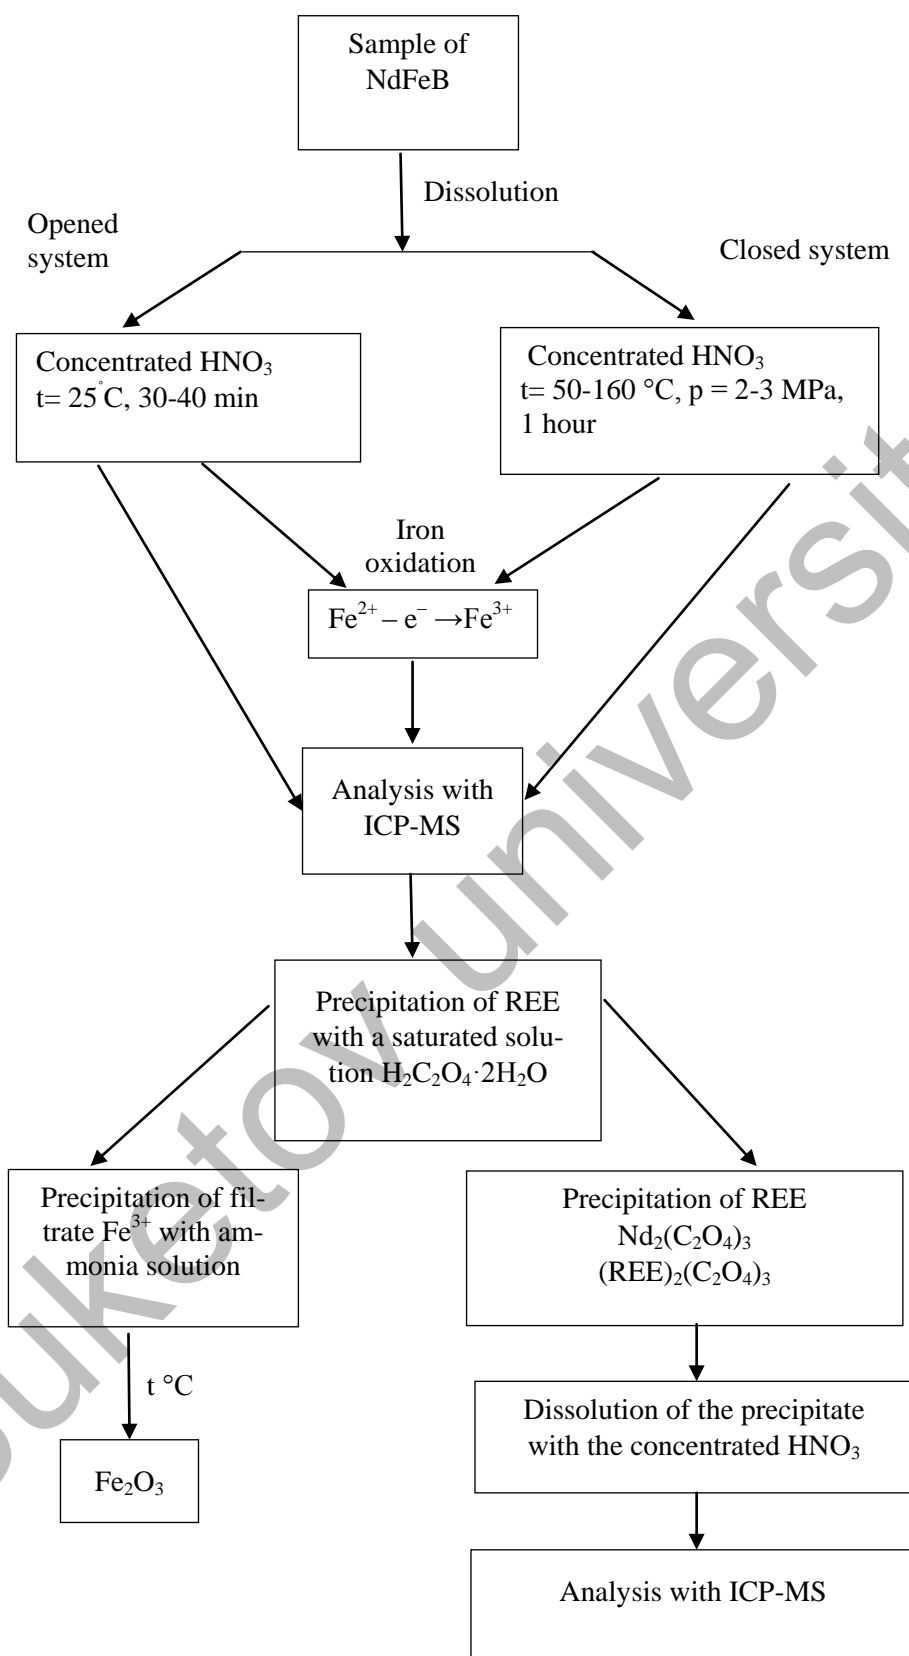 Sample of
NdFeB
Dissolution
Opened
system
Closed system
Concentrated HNO₃
t= 25°C, 30-40 min
Concentrated HNO₃
t= 50-160 °C, p = 2-3 MPa,
1 hour
Iron
oxidation
Fe²⁺ – e⁻ →Fe³⁺
Analysis with
ICP-MS
Precipitation of REE
with a saturated solu-
tion H₂C₂O₄·2H₂O
Precipitation of fil-
trate Fe³⁺ with am-
monia solution
Precipitation of REE
Nd₂(C₂O₄)₃
(REE)₂(C₂O₄)₃
t °C
Fe₂O₃
Dissolution of the precipitate
with the concentrated HNO₃
Analysis with ICP-MS
uketov universit